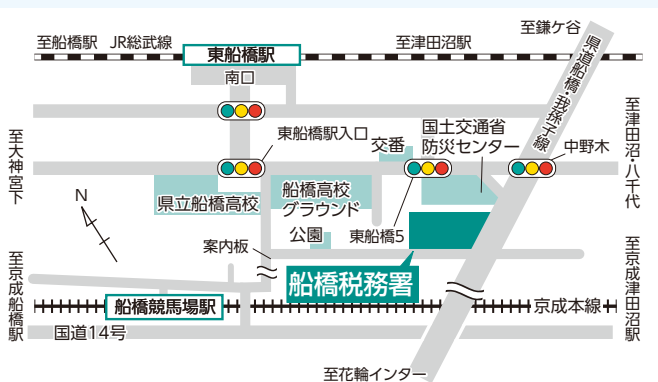 至鎌ケ谷
至船橋駅 JR総武線
至津田沼駅
東船橋駅
南口
県道船橋・我孫子線
至津田沼・八千代
至大神宮下
東船橋駅入口
交番
国土交通省
防災センター
中野木
県立船橋高校
船橋高校
グラウンド
N
公園
東船橋5
案内板
船橋税務署
至京成船橋駅
至京成津田沼駅
船橋競馬場駅
京成本線
国道14号
至花輪インター